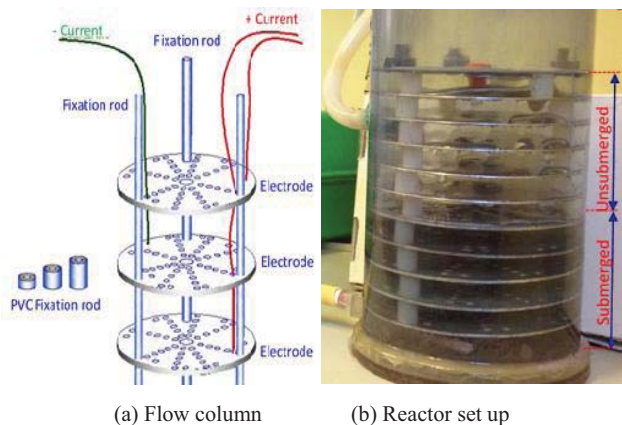 - Current
Fixation rod
+ Current
Fixation rod
Electrode
Electrode
PVC Fixation rod
Electrode
Unsubmerged
Submerged
(a) Flow column
(b) Reactor set up